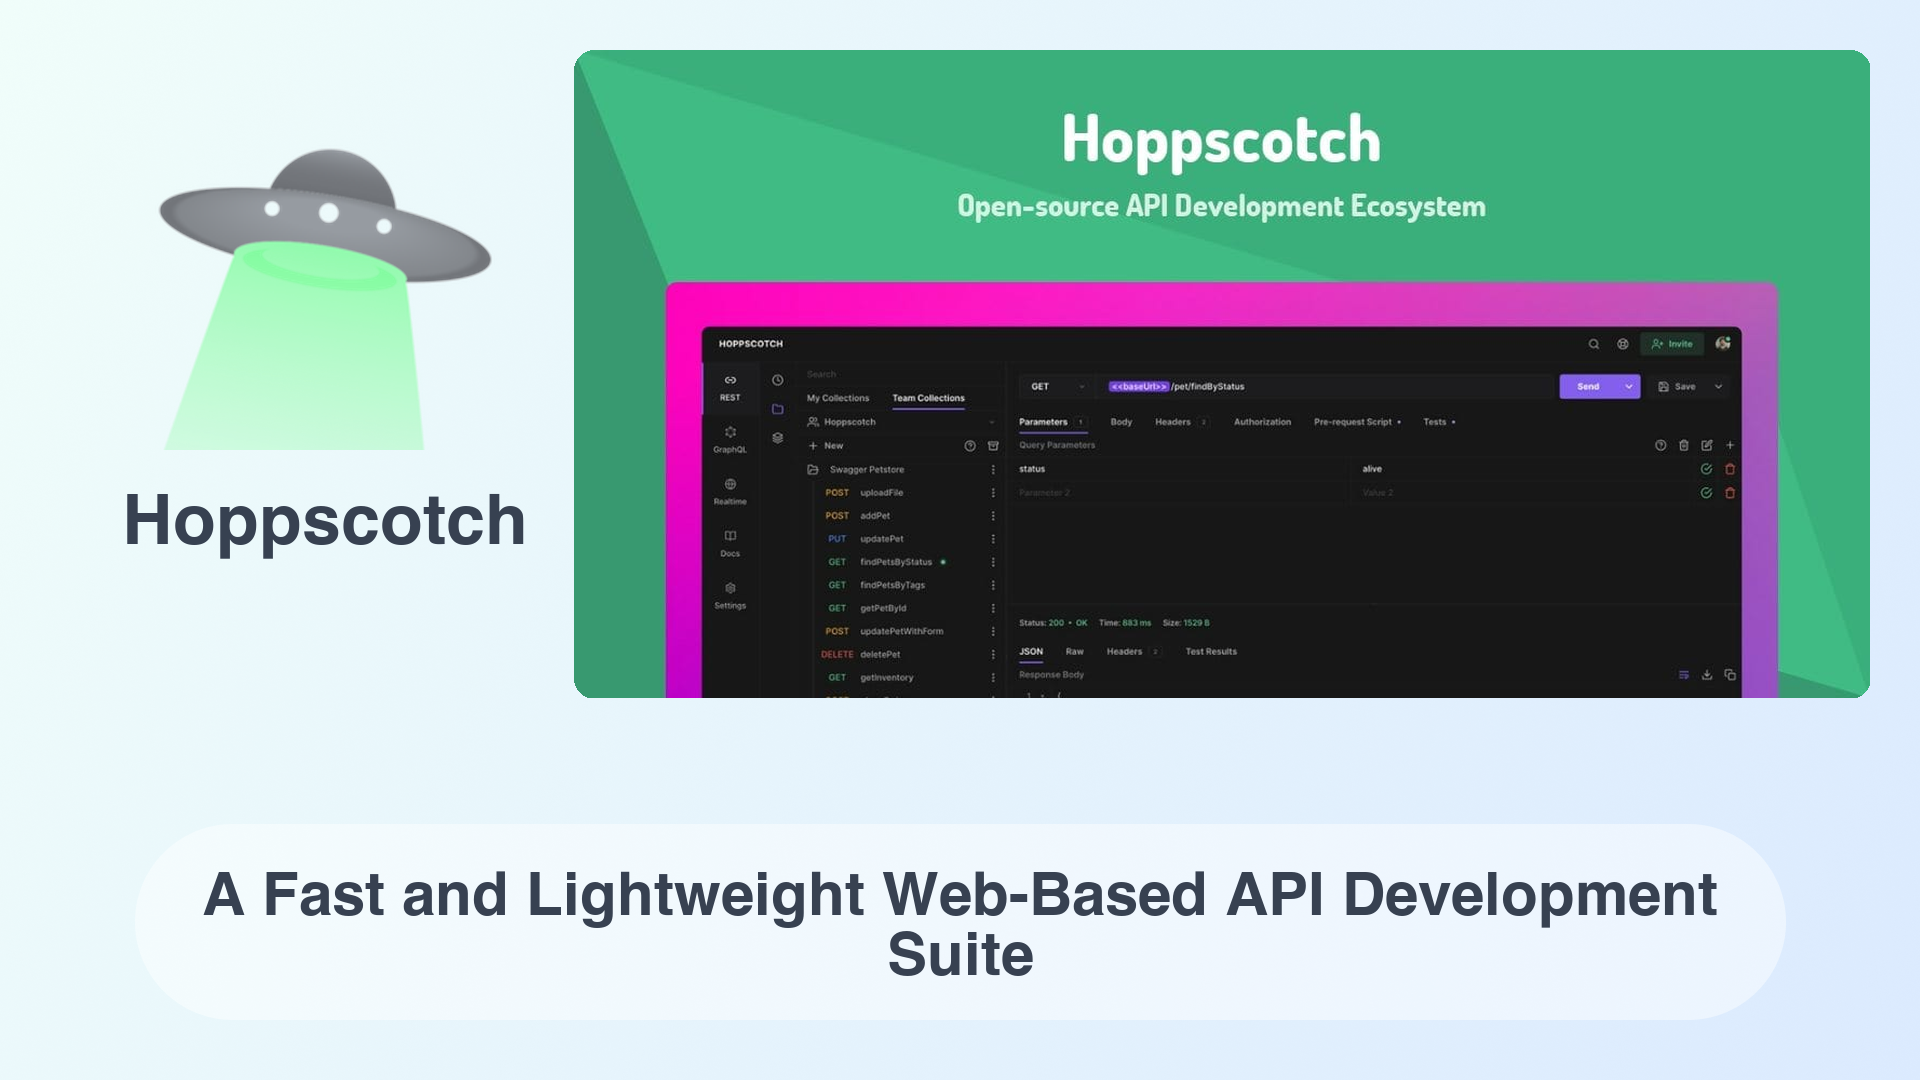 Hoppscotch
Hoppscotch
Open-source API Development Ecosystem
HOPPSCOTCH
Invite
REST
GraphQL
Realtime
Docs
Settings
Search
My Collections Team Collections
Hoppscotch
New
Swagger Petstore
POST uploadFile
POST addPet
PUT updatePet
GET findPetsByStatus
GET findPetsByTags
GET getPetById
POST updatePetWithForm
DELETE deletePet
GET getInventory
GET <<baseUrl>>/pet/findByStatus Send Save
Parameters 1 Body Headers 2 Authorization Pre-request Script Tests
Query Parameters
status alive
Parameter 2 Value 2
Status: 200 • OK Time: 683 ms Size: 1529 B
JSON Raw Headers 2 Test Results
Response Body
1 {
A Fast and Lightweight Web-Based API Development
Suite